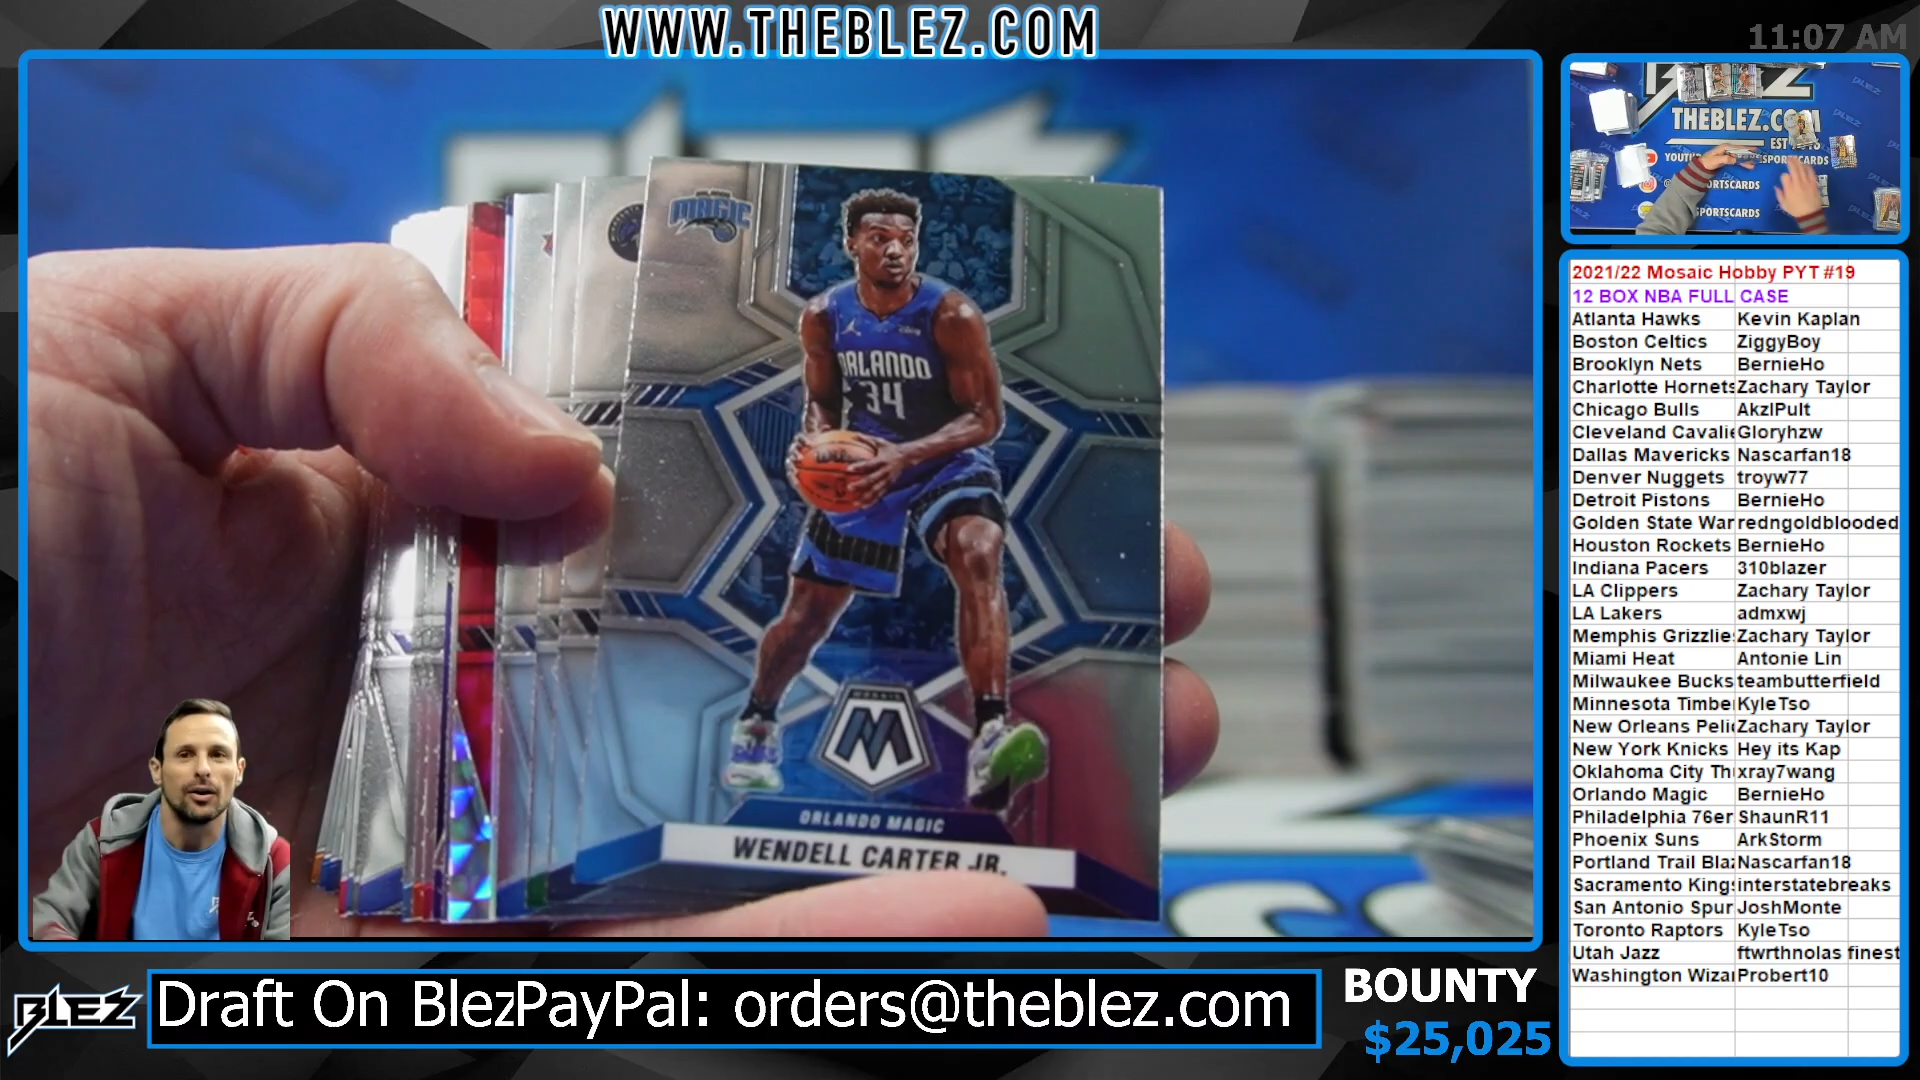 WWW.THEBLEZ.COM
11:07 AM
MAGIC
ORLANDO
34
MOSAIC
ORLANDO MAGIC
WENDELL CARTER JR.
THEBLEZ.COM
2021/22 Mosaic Hobby PYT #19
12 BOX NBA FULL CASE
Atlanta Hawks Kevin Kaplan
Boston Celtics ZiggyBoy
Brooklyn Nets BernieHo
Charlotte Hornets Zachary Taylor
Chicago Bulls AkzlPult
Cleveland Cavalie Gloryhzw
Dallas Mavericks Nascarfan18
Denver Nuggets troyw77
Detroit Pistons BernieHo
Golden State War redngoldblooded
Houston Rockets BernieHo
Indiana Pacers 310blazer
LA Clippers Zachary Taylor
LA Lakers admxwj
Memphis Grizzlies Zachary Taylor
Miami Heat Antonie Lin
Milwaukee Bucks teambutterfield
Minnesota Timbe KyleTso
New Orleans Peli Zachary Taylor
New York Knicks Hey its Kap
Oklahoma City Th xray7wang
Orlando Magic BernieHo
Philadelphia 76er ShaunR11
Phoenix Suns ArkStorm
Portland Trail Blaz Nascarfan18
Sacramento Kings interstatebreaks
San Antonio Spur JoshMonte
Toronto Raptors KyleTso
Utah Jazz ftwrthnolas finest
Washington Wizar Probert10
BLEZ
Draft On BlezPayPal: orders@theblez.com
BOUNTY
$25,025